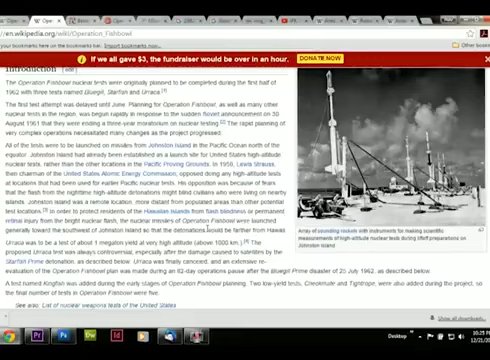 en.wikipedia.org/wiki/Operation_Fishbowl
your bookmarks here on the bookmarks bar. Import bookmarks now...
Other bookmarks
If we all gave $3, the fundraiser would be over in an hour. DONATE NOW
Introduction [edit]
The Operation Fishbowl nuclear tests were originally planned to be completed during the first half of
1962 with three tests named Bluegill, Starfish and Urraca.
The first test attempt was delayed until June. Planning for Operation Fishbowl, as well as many other
nuclear tests in the region, was begun rapidly in response to the sudden Soviet announcement on 30
August 1961 that they were ending a three-year moratorium on nuclear testing. The rapid planning of
very complex operations necessitated many changes as the project progressed.
All of the tests were to be launched on missiles from Johnston Island in the Pacific Ocean north of the
equator. Johnston Island had already been established as a launch site for United States high-altitude
nuclear tests, rather than the other locations in the Pacific Proving Grounds. In 1958, Lewis Strauss,
then chairman of the United States Atomic Energy Commission, opposed doing any high-altitude tests
at locations that had been used for earlier Pacific nuclear tests. His opposition was because of fears
that the flash from the nighttime high-altitude detonations might blind civilians who were living on nearby
islands. Johnston Island was a remote location, more distant from populated areas than other potential
test locations. In order to protect residents of the Hawaiian Islands from flash blindness or permanent
retinal injury from the bright nuclear flash, the nuclear missiles of Operation Fishbowl were launched
generally toward the southwest of Johnston Island so that the detonations would be farther from Hawaii.
Urraca was to be a test of about 1 megaton yield at very high altitude (above 1000 km). The
proposed Urraca test was always controversial, especially after the damage caused to satellites by the
Starfish Prime detonation, as described below. Urraca was finally canceled, and an extensive re-
evaluation of the Operation Fishbowl plan was made during an 82-day operations pause after the Bluegill Prime disaster of 25 July 1962, as described below.
A test named Kingfish was added during the early stages of Operation Fishbowl planning. Two low-yield tests, Checkmate and Tightrope, were also added during the project, so
the final number of tests in Operation Fishbowl were five.
See also: List of nuclear weapons tests of the United States
Array of sounding rockets with instruments for making scientific
measurements of high-altitude nuclear tests during liftoff preparations on
Johnston Island
Show all downloads...
Pr
Ps
Dw
Id
Desktop
10:25 PM